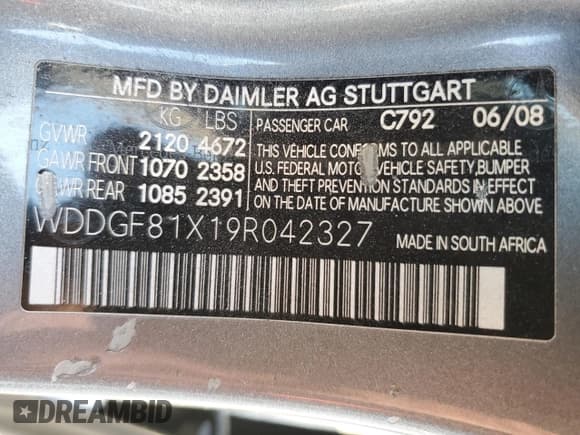 MFD BY DAIMLER AG STUTTGART
KG LBS PASSENGER CAR C792 06/08
GVWR 2120 4672 THIS VEHICLE CONFORMS TO ALL APPLICABLE
GAWR FRONT 1070 2358 U.S. FEDERAL MOTOR VEHICLE SAFETY, BUMPER
GAWR REAR 1085 2391 AND THEFT PREVENTION STANDARDS IN EFFECT
ON THE DATE OF MANUFACTURE SHOWN ABOVE
WDDGF81X19R042327 MADE IN SOUTH AFRICA
DREAMBID